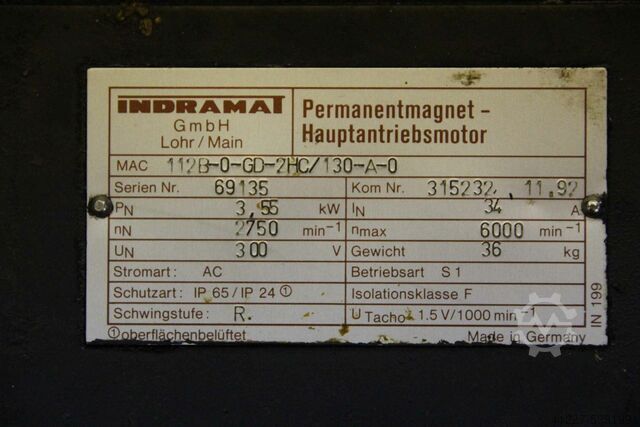 INDRAMAT
GmbH
Lohr/Main
Permanentmagnet-
Hauptantriebsmotor
MAC 112B-0-GD-2HC/130-A-0
Serien Nr. 69135
Kom Nr. 315232, 11.92
PN 3,55 kW
IN 34 A
nN 2750 min-1
nmax 6000 min-1
UN 300 V
Gewicht 36 kg
Stromart: AC
Betriebsart S1
Schutzart: IP 65/IP 24 ①
Isolationsklasse F
Schwingstufe: R.
U Tacho: 1.5V/1000 min-1
①oberflächenbelüftet
Made in Germany
IN 199